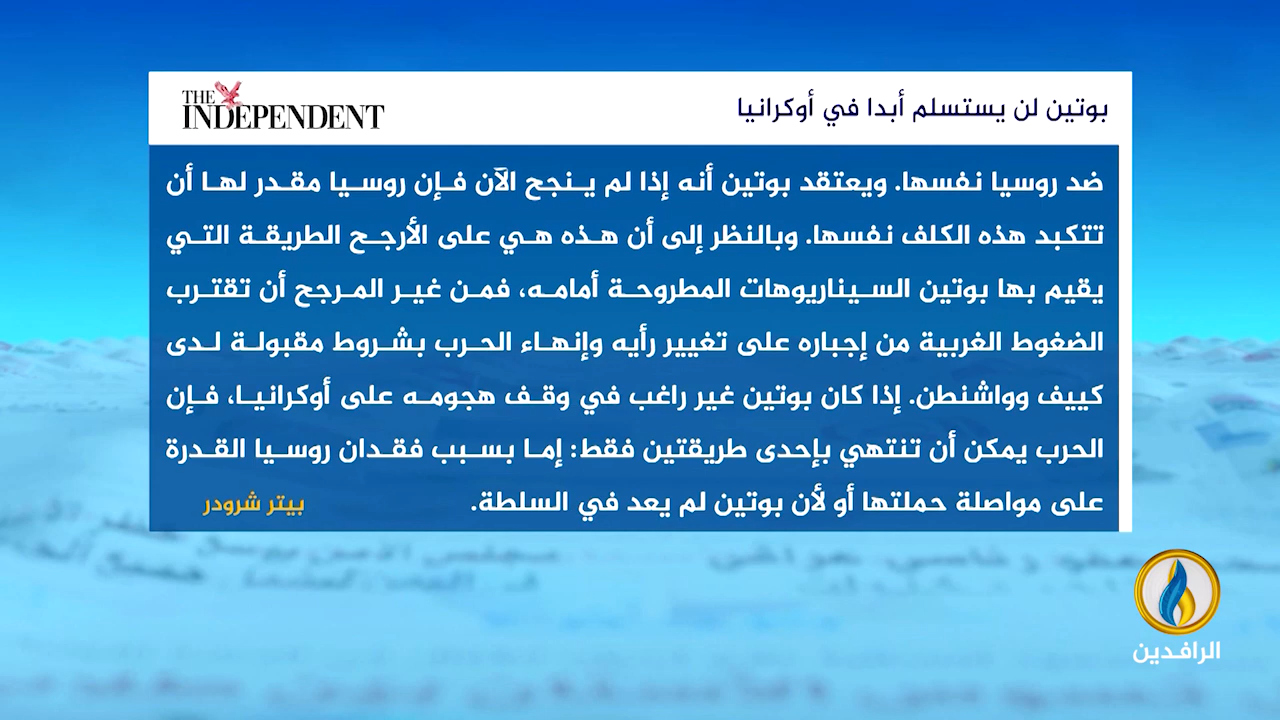 THE
INDEPENDENT
بوتين لن يستسلم أبدا في أوكرانيا
ضد روسيا نفسها. ويعتقد بوتين أنه إذا لم ينجح الآن فإن روسيا مقدر لها أن
تتكبد هذه الكلف نفسها. وبالنظر إلى أن هذه هي على الأرجح الطريقة التي
يقيم بها بوتين السيناريوهات المطروحة أمامه، فمن غير المرجح أن تقترب
الضغوط الغربية من إجباره على تغيير رأيه وإنهاء الحرب بشروط مقبولة لدى
كييف وواشنطن. إذا كان بوتين غير راغب في وقف هجومه على أوكرانيا، فإن
الحرب يمكن أن تنتهي بإحدى طريقتين فقط: إما بسبب فقدان روسيا القدرة
على مواصلة حملتها أو لأن بوتين لم يعد في السلطة.
بيتر شرودر
الرافدين